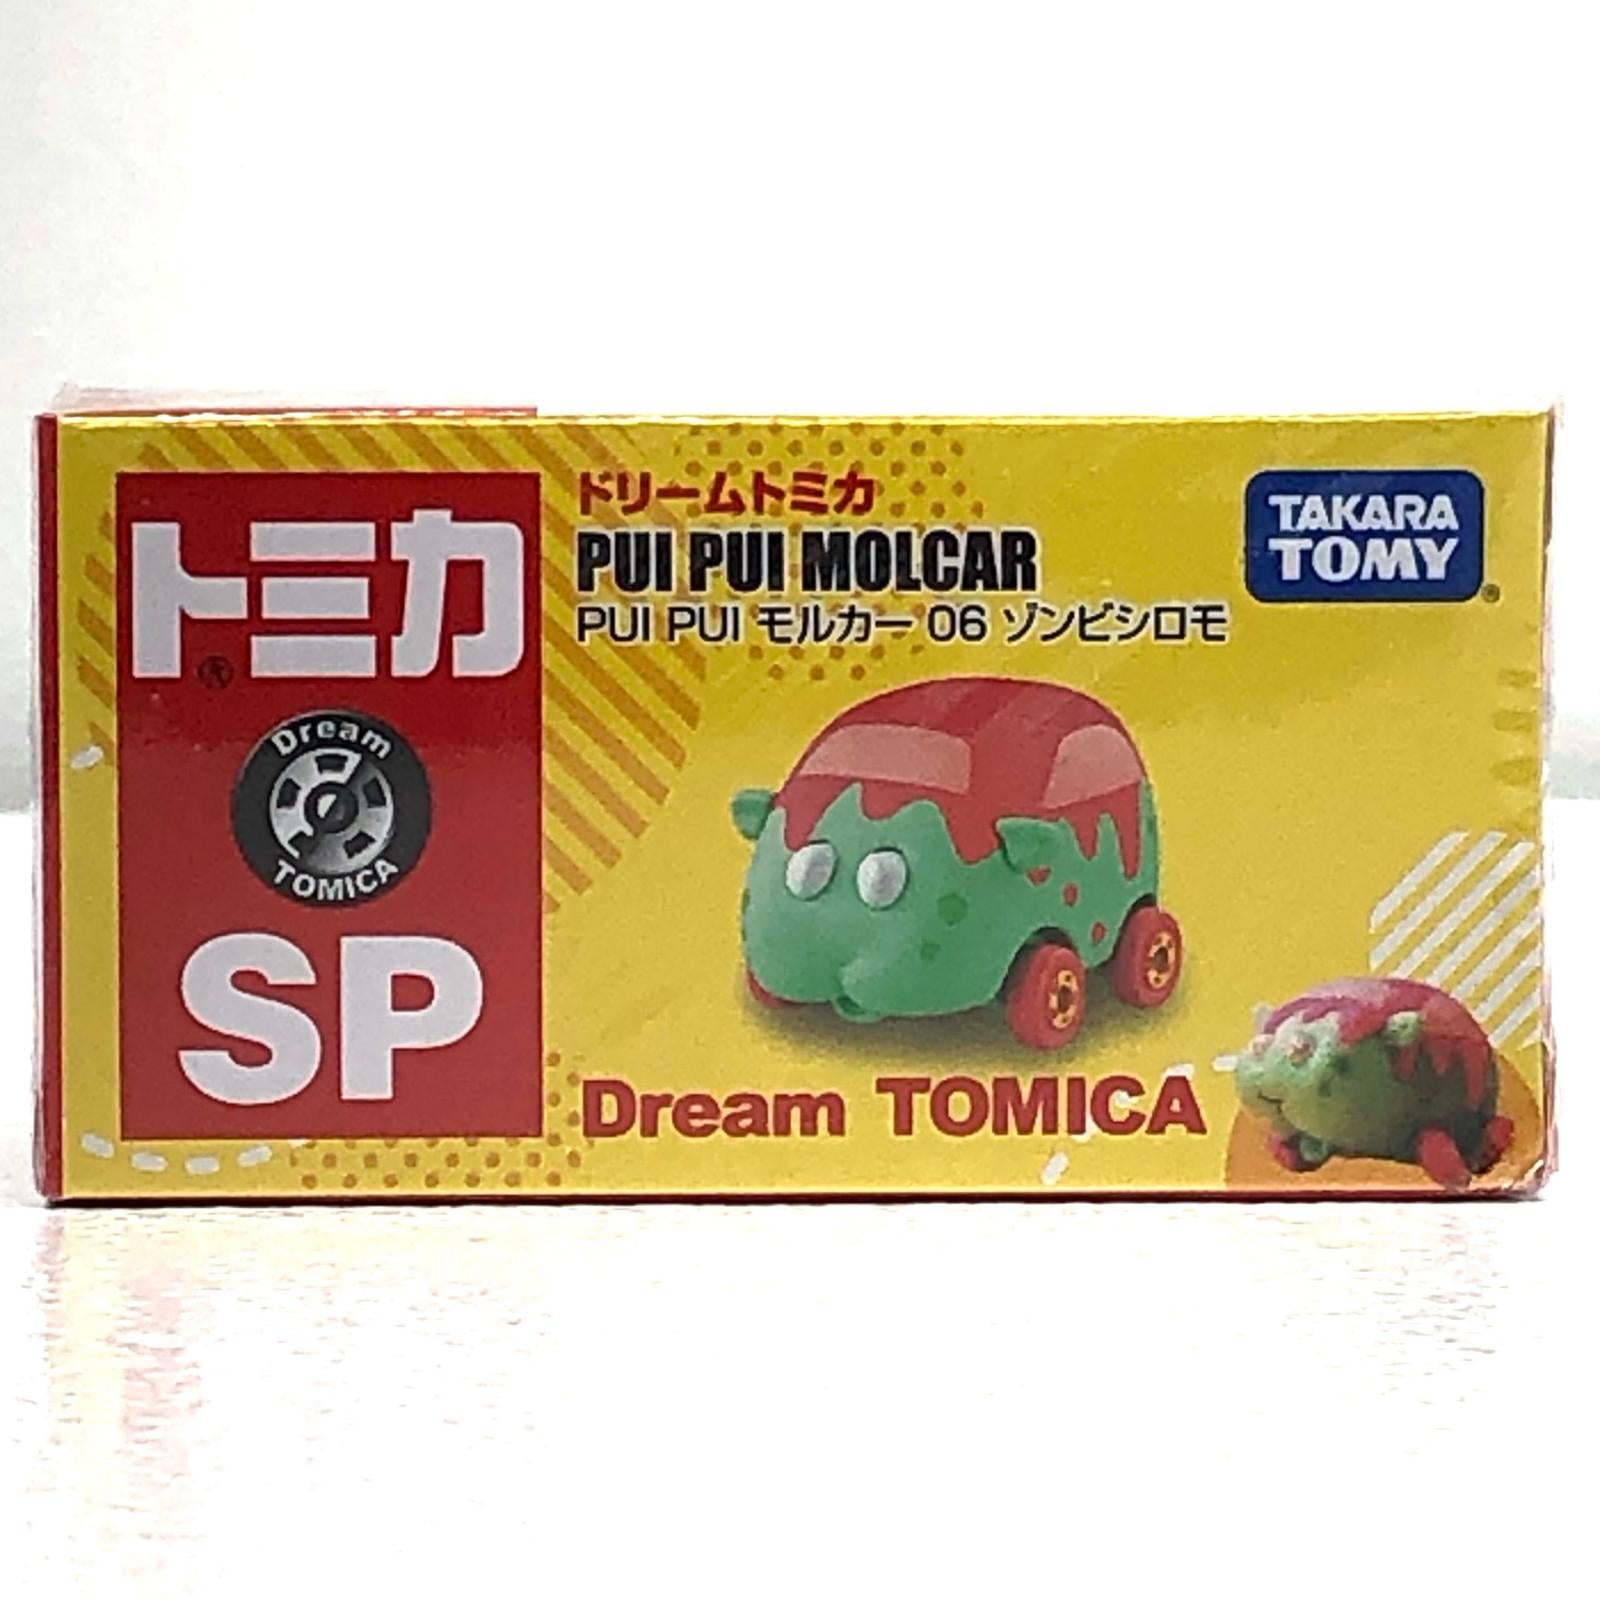 トミカ
®
Dream
TOMICA
SP
ドリームトミカ
PUI PUI MOLCAR
PUI PUI モルカー 06 ゾンビシロモ
TAKARA
TOMY®
Dream TOMICA